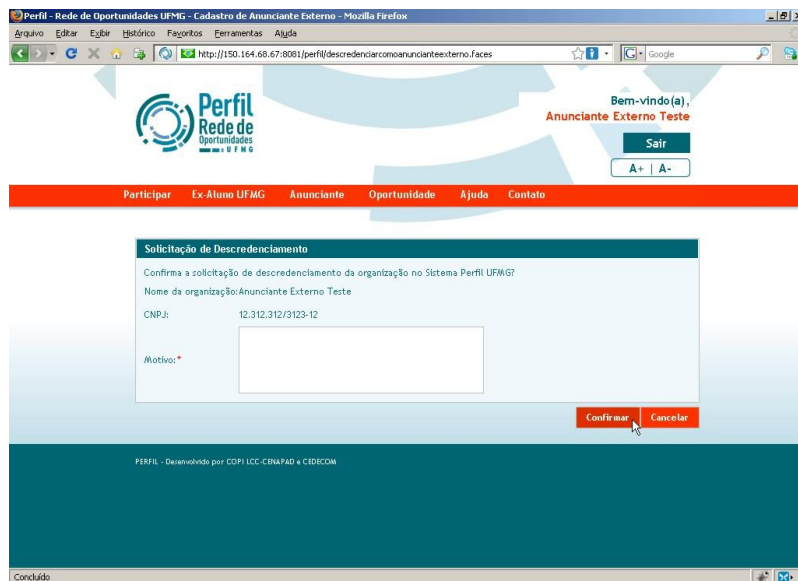 Perfil - Rede de Oportunidades UFMG - Cadastro de Anunciante Externo - Mozilla Firefox
Arquivo Editar Exibir Histórico Favoritos Ferramentas Ajuda
http://150.164.68.67:8081/perfil/descredenciarcomoanuncianteexterno.faces
Google
Perfil
Rede de
Oportunidades
UFMG
Bem-vindo(a),
Anunciante Externo Teste
Sair
A+ | A-
Participar Ex-Aluno UFMG Anunciante Oportunidade Ajuda Contato
Solicitação de Descredenciamento
Confirma a solicitação de descredenciamento da organização no Sistema Perfil UFMG?
Nome da organização:Anunciante Externo Teste
CNPJ: 12.312.312/3123-12
Motivo:*
Confirmar Cancelar
PERFIL - Desenvolvido por COPI LCC-CENAPAD e CEDECOM
Concluído